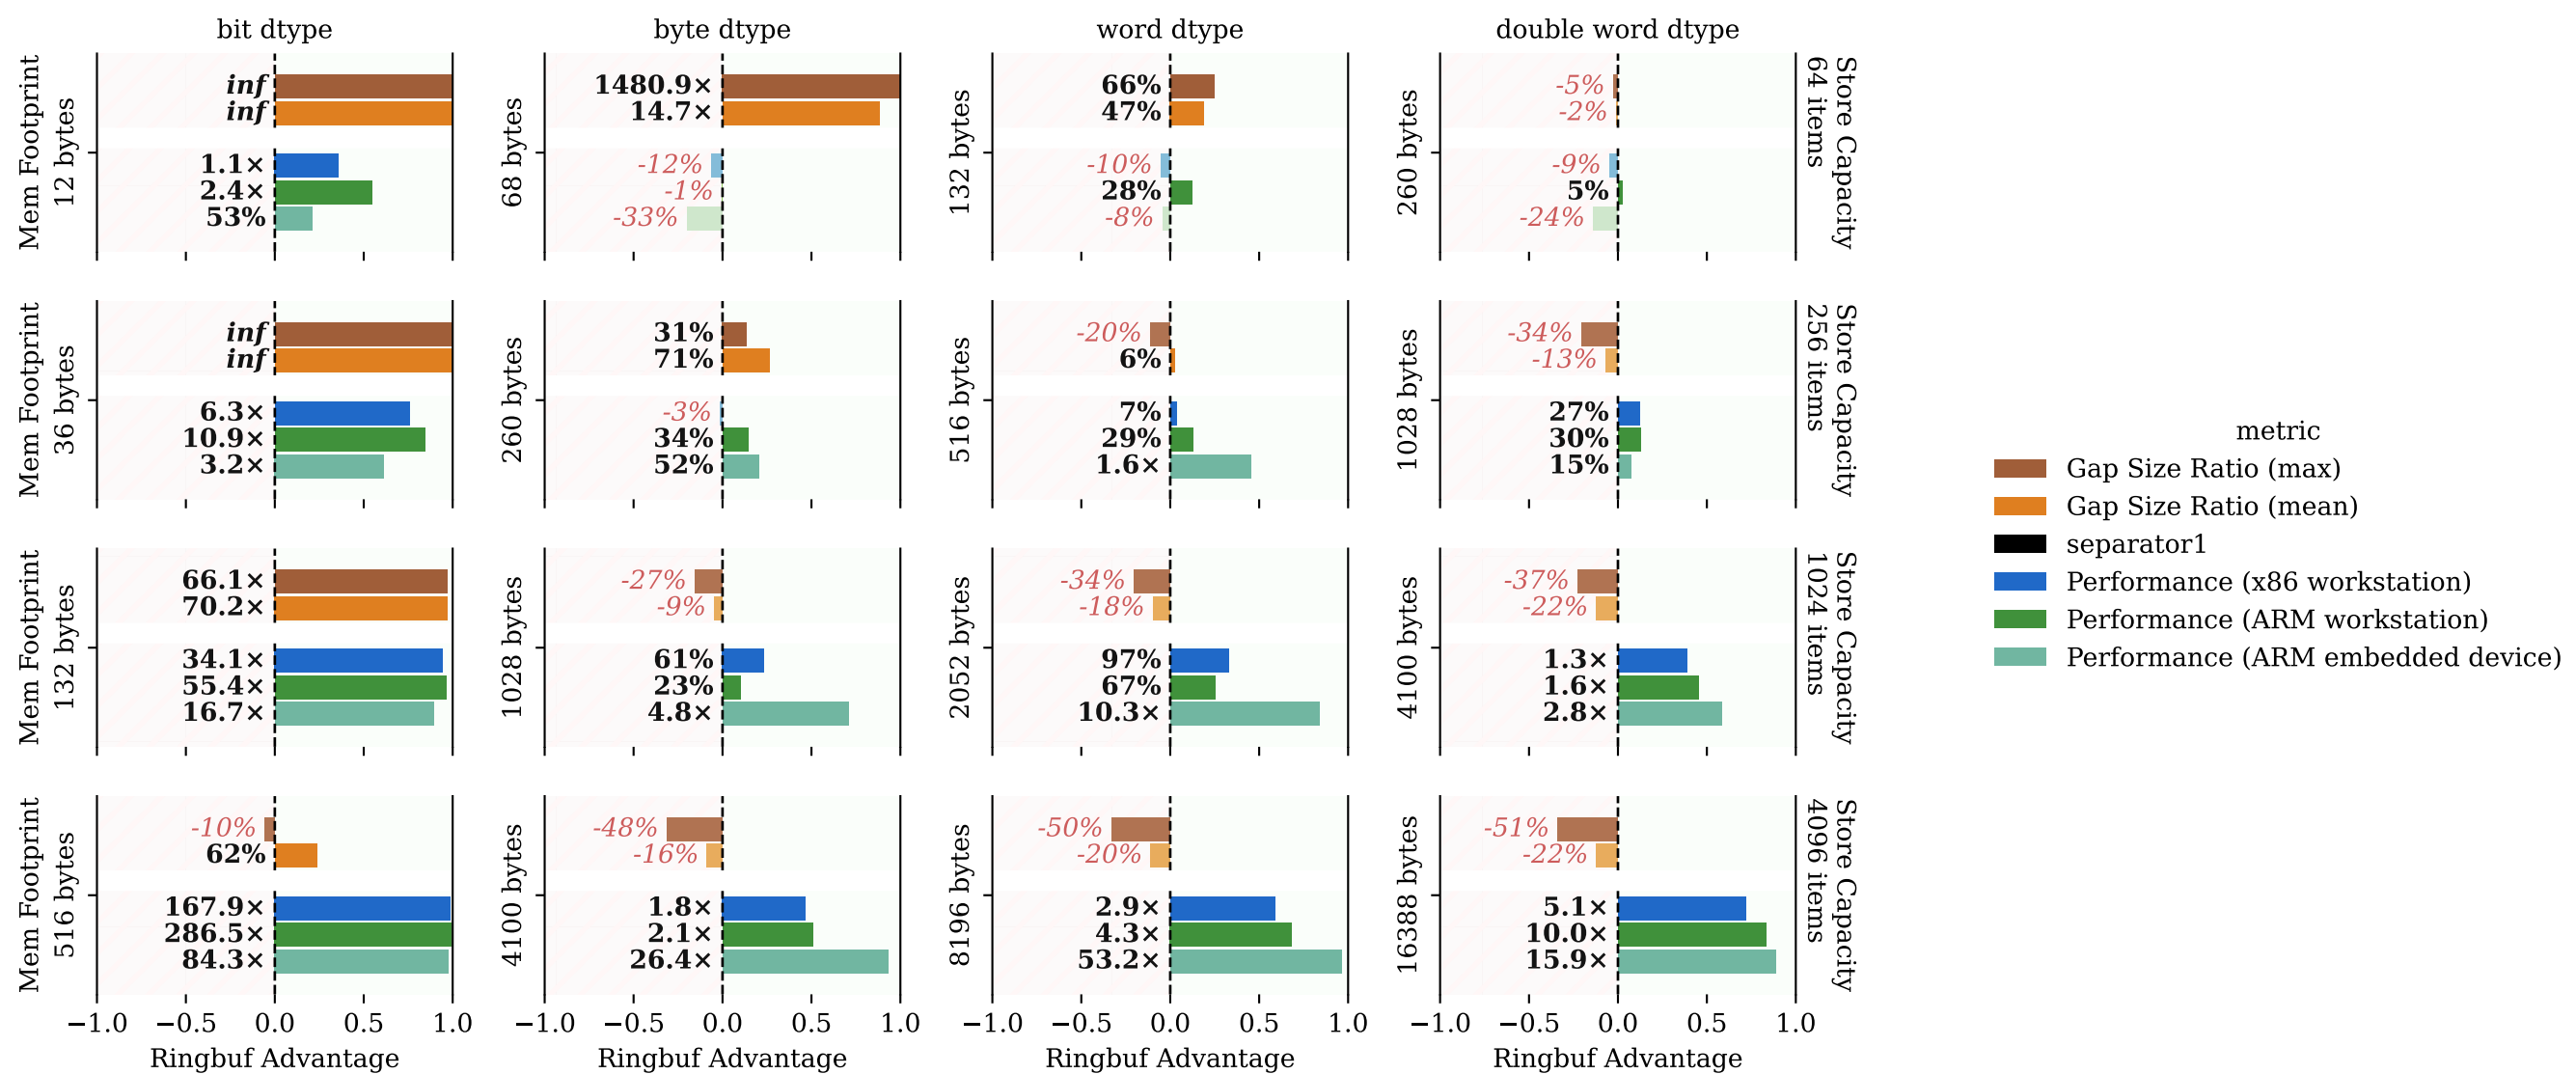 bit dtype
byte dtype
word dtype
double word dtype
Mem Footprint
12 bytes
inf
inf
1.1×
2.4×
53%
68 bytes
1480.9×
14.7×
-12%
-1%
-33%
132 bytes
66%
47%
-10%
28%
-8%
260 bytes
-5%
-2%
-9%
5%
-24%
Store Capacity
64 items
Mem Footprint
36 bytes
inf
inf
6.3×
10.9×
3.2×
260 bytes
31%
71%
-3%
34%
52%
516 bytes
-20%
6%
7%
29%
1.6×
1028 bytes
-34%
-13%
27%
30%
15%
Store Capacity
256 items
Mem Footprint
132 bytes
66.1×
70.2×
34.1×
55.4×
16.7×
1028 bytes
-27%
-9%
61%
23%
4.8×
2052 bytes
-34%
-18%
97%
67%
10.3×
4100 bytes
-37%
-22%
1.3×
1.6×
2.8×
Store Capacity
1024 items
Mem Footprint
516 bytes
-10%
62%
167.9×
286.5×
84.3×
4100 bytes
-48%
-16%
1.8×
2.1×
26.4×
8196 bytes
-50%
-20%
2.9×
4.3×
53.2×
16388 bytes
-51%
-22%
5.1×
10.0×
15.9×
Store Capacity
4096 items
−1.0 −0.5 0.0 0.5 1.0
−1.0 −0.5 0.0 0.5 1.0
−1.0 −0.5 0.0 0.5 1.0
−1.0 −0.5 0.0 0.5 1.0
Ringbuf Advantage
Ringbuf Advantage
Ringbuf Advantage
Ringbuf Advantage
metric
Gap Size Ratio (max)
Gap Size Ratio (mean)
separator1
Performance (x86 workstation)
Performance (ARM workstation)
Performance (ARM embedded device)